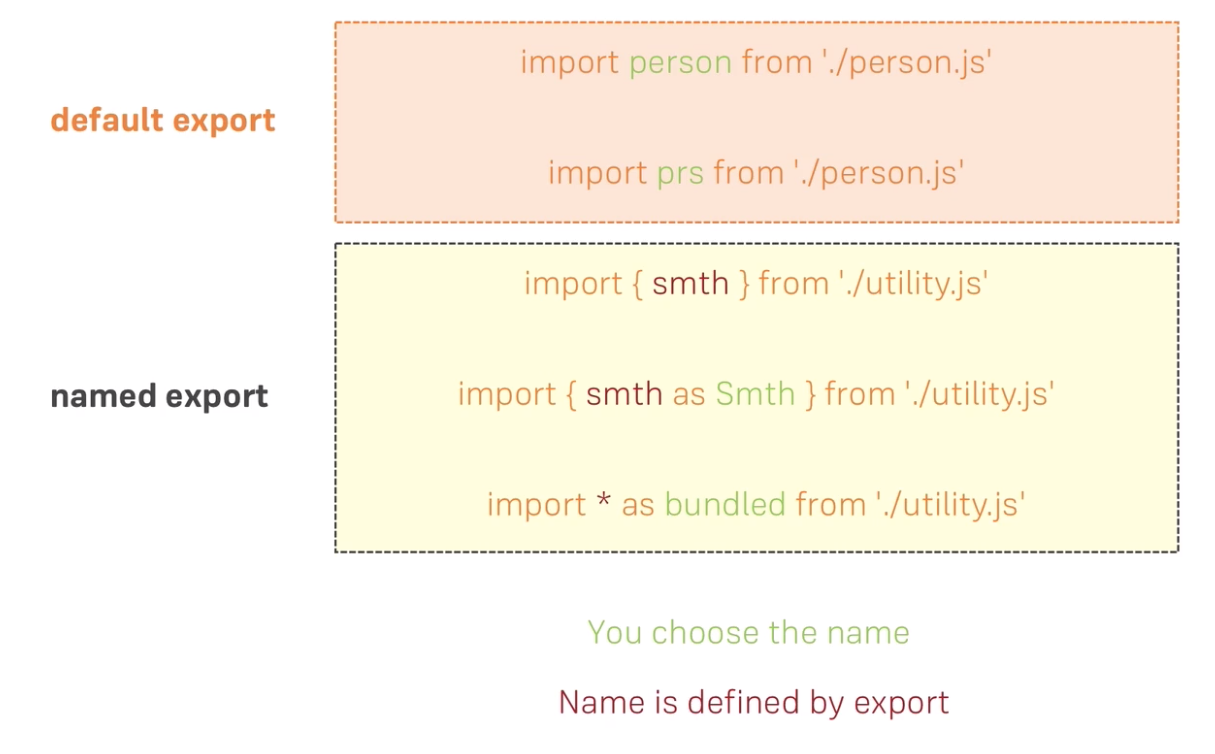 default export
import person from './person.js'
import prs from './person.js'
named export
import { smth } from './utility.js'
import { smth as Smth } from './utility.js'
import * as bundled from './utility.js'
You choose the name
Name is defined by export